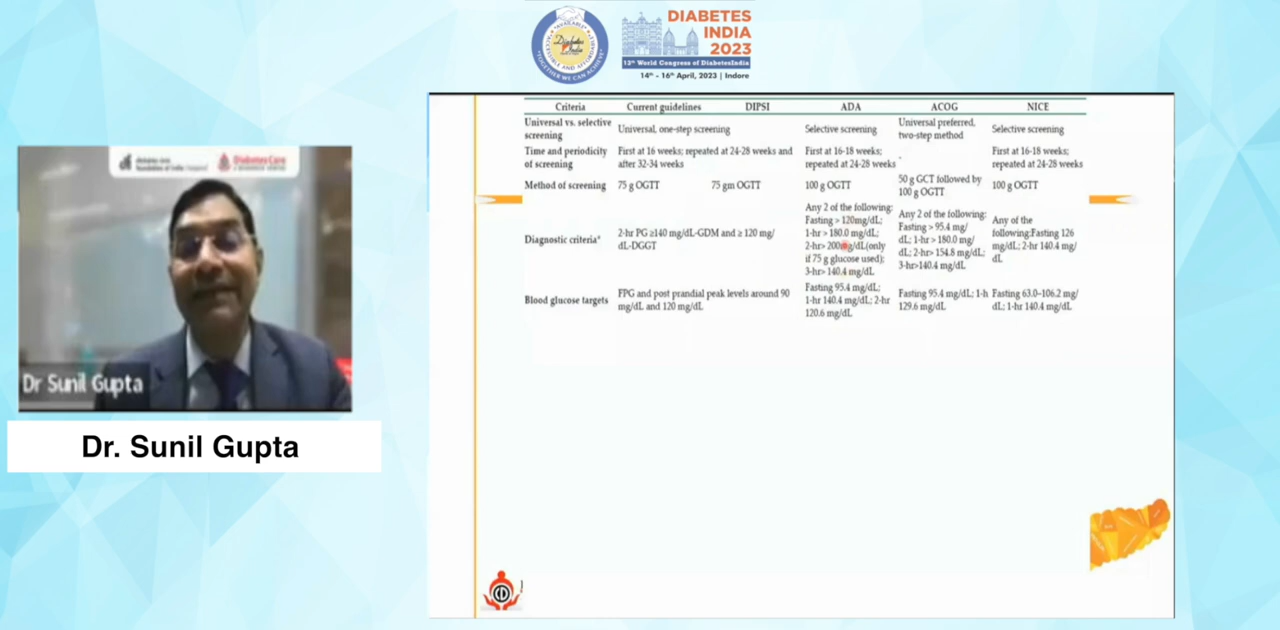 DIABETES
INDIA
2023
13th World Congress of DiabetesIndia
14th - 16th April, 2023 | Indore
Diabetes
India
TOGETHER WE CAN ACHIEVE
DiabetesCare
Dr Sunil Gupta
Dr. Sunil Gupta
Criteria Current guidelines DIPSI ADA ACOG NICE
Universal vs. selective
screening
Universal, one-step screening
Selective screening
Universal preferred,
two-step method
Selective screening
Time and periodicity
of screening
First at 16 weeks; repeated at 24-28 weeks and
after 32-34 weeks
First at 16-18 weeks;
repeated at 24-28 weeks
-
First at 16-18 weeks;
repeated at 24-28 weeks
Method of screening
75 g OGTT
75 gm OGTT
100 g OGTT
50 g GCT followed by
100 g OGTT
100 g OGTT
Diagnostic criteria*
2-hr PG ≥140 mg/dL-GDM and ≥ 120 mg/
dL-DGGT
Any 2 of the following:
Fasting > 120mg/dL;
1-hr > 180.0 mg/dL;
2-hr> 200mg/dL(only
if 75 g glucose used);
3-hr> 140.4 mg/dL
Any 2 of the following:
Fasting > 95.4 mg/
dL; 1-hr > 180.0 mg/
dL; 2-hr> 154.8 mg/dL;
3-hr>140.4 mg/dL
Any of the
following:Fasting 126
mg/dL; 2-hr 140.4 mg/
dL
Blood glucose targets
FPG and post prandial peak levels around 90
mg/dL and 120 mg/dL
Fasting 95.4 mg/dL;
1-hr 140.4 mg/dL; 2-hr
120.6 mg/dL
Fasting 95.4 mg/dL; 1-h
129.6 mg/dL
Fasting 63.0–106.2 mg/
dL; 1-hr 140.4 mg/dL